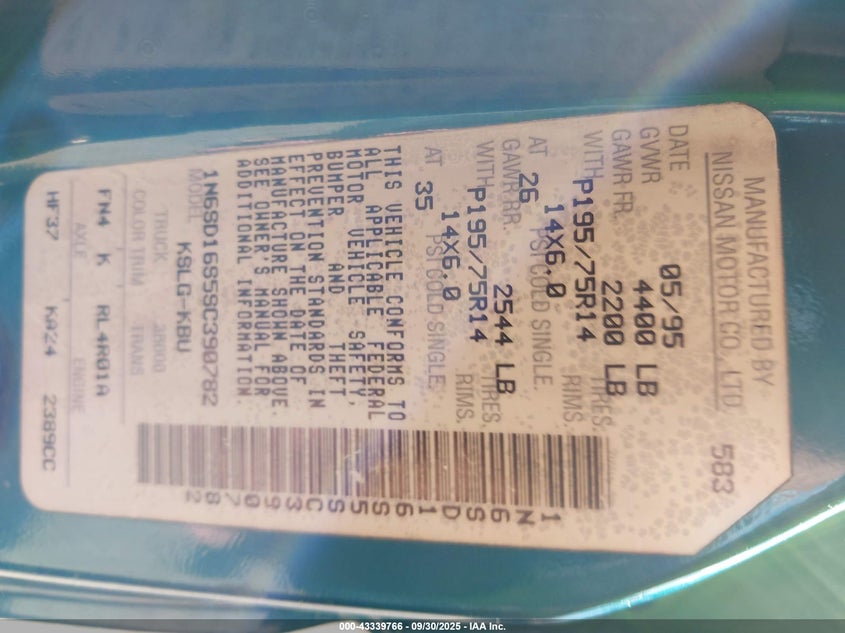 MANUFACTURED BY
NISSAN MOTOR CO., LTD. 583
DATE 05/95
GVWR 4400 LB
GAWR FR. 2200 LB
WITH P195/75R14 TIRES.
14X6.0 RIMS.
AT 26 PSI COLD SINGLE
GAWR RR. 2544 LB
WITH P195/75R14 TIRES.
14X6.0 RIMS.
AT 35 PSI COLD SINGLE
THIS VEHICLE CONFORMS TO
ALL APPLICABLE FEDERAL
MOTOR VEHICLE SAFETY,
BUMPER AND THEFT
PREVENTION STANDARDS IN
EFFECT ON THE DATE OF
MANUFACTURE SHOWN ABOVE
SEE OWNER'S MANUAL FOR
ADDITIONAL INFORMATION.
1N6SD16S5SC390782
MODEL KSLG-KBU
TRUCK
COLOR TRIM TRANS
FN4 K RL4R01A
AXLE ENGINE
HF37 KA24 2389CC
1N6SD16S5SC390782
000-43339766 - 09/30/2025 - IAA Inc.